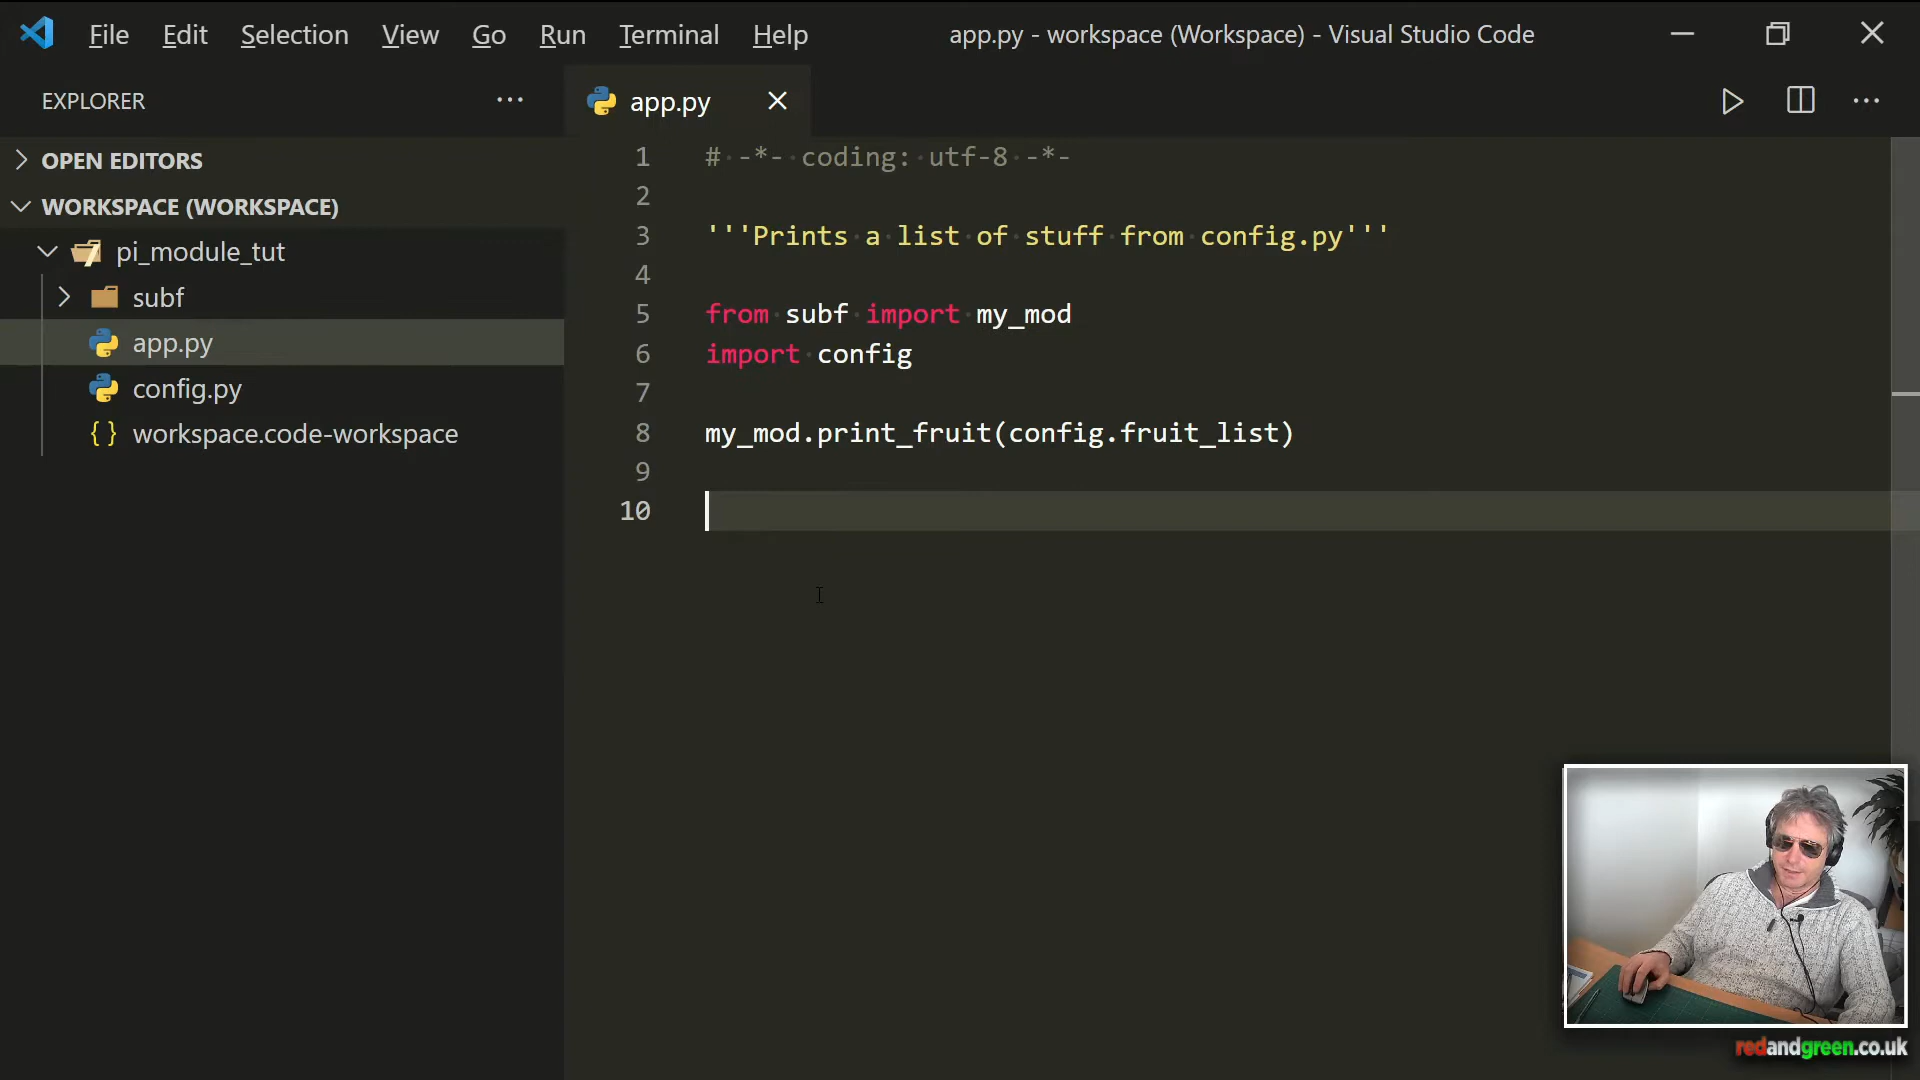 File Edit Selection View Go Run Terminal Help
app.py - workspace (Workspace) - Visual Studio Code
EXPLORER
app.py
OPEN EDITORS
WORKSPACE (WORKSPACE)
pi_module_tut
subf
app.py
config.py
{ } workspace.code-workspace
1 # -*- coding: utf-8 -*-
2
3 '''Prints a list of stuff from config.py'''
4
5 from subf import my_mod
6 import config
7
8 my_mod.print_fruit(config.fruit_list)
9
10
redandgreen.co.uk